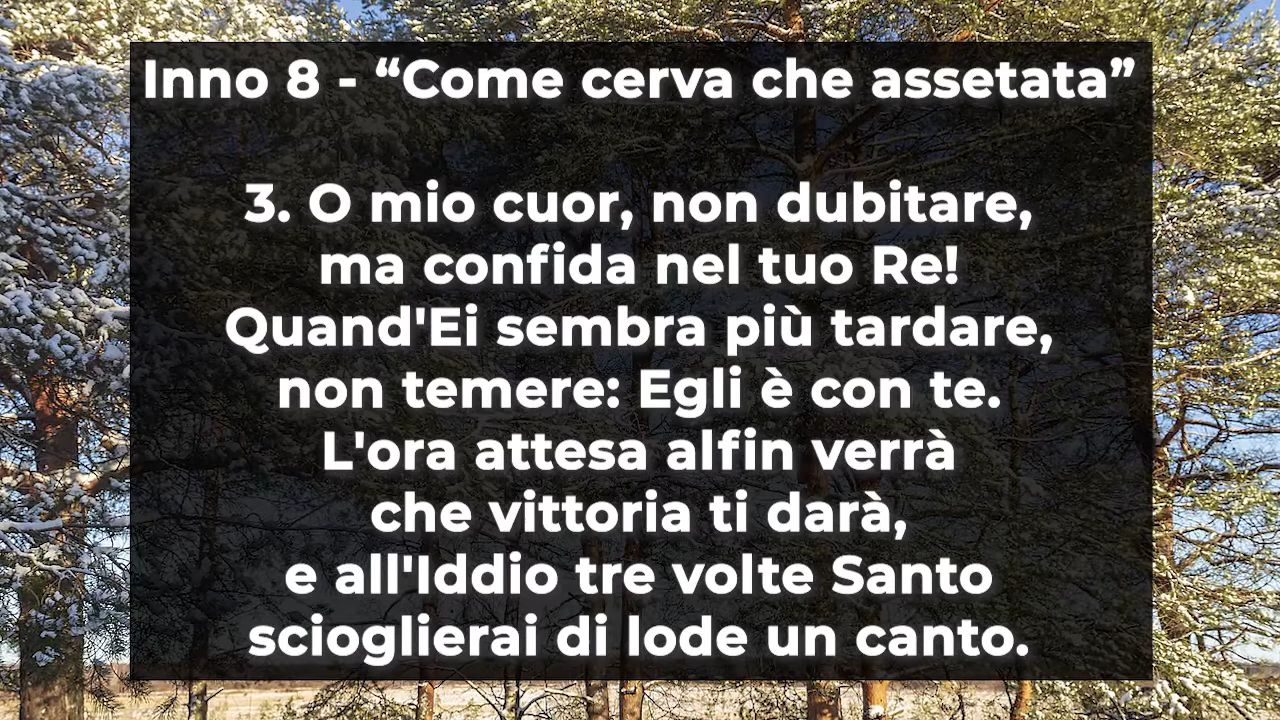 Inno 8 - “Come cerva che assetata”
3. O mio cuor, non dubitare,
ma confida nel tuo Re!
Quand'Ei sembra più tardare,
non temere: Egli è con te.
L'ora attesa alfin verrà
che vittoria ti darà,
e all'Iddio tre volte Santo
scioglierai di lode un canto.